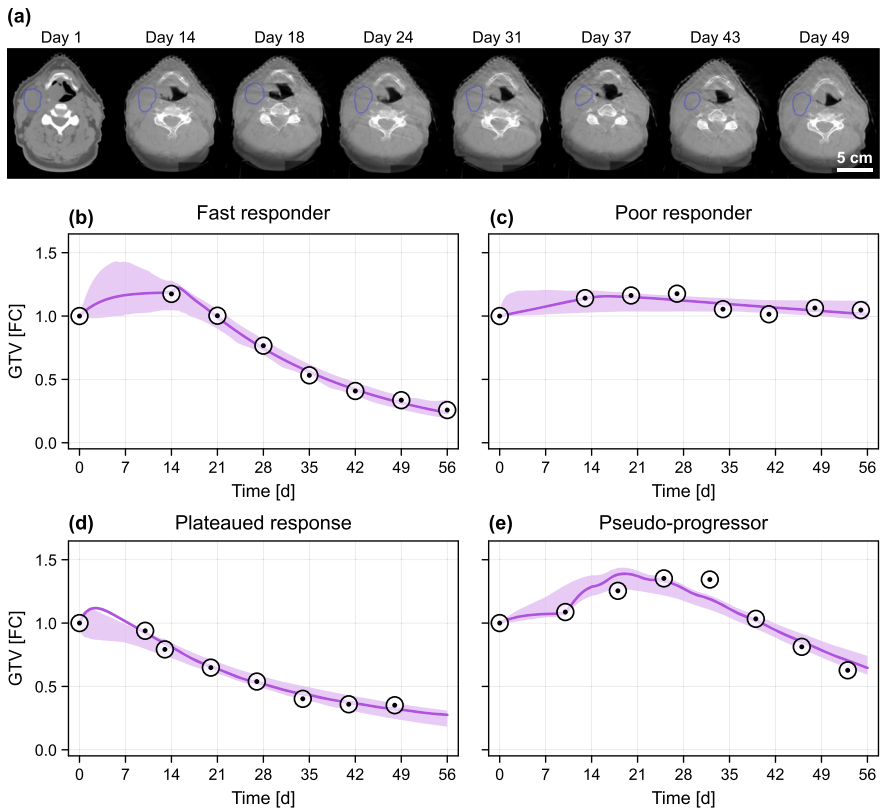 (a)
Day 1 Day 14 Day 18 Day 24 Day 31 Day 37 Day 43 Day 49
5 cm
(b) Fast responder
GTV [FC]
1.5
1.0
0.5
0.0
0 7 14 21 28 35 42 49 56
Time [d]
(c) Poor responder
0 7 14 21 28 35 42 49 56
Time [d]
(d) Plateaued response
GTV [FC]
1.5
1.0
0.5
0.0
0 7 14 21 28 35 42 49 56
Time [d]
(e) Pseudo-progressor
0 7 14 21 28 35 42 49 56
Time [d]